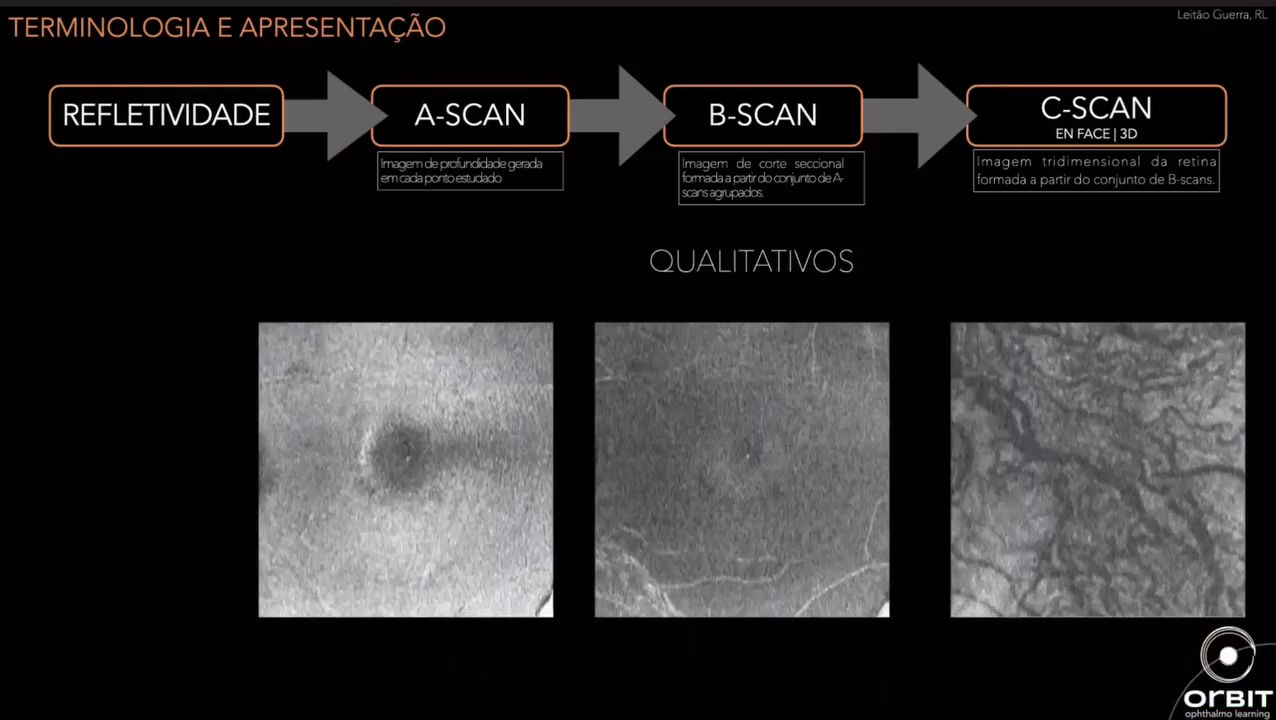 Leitão Guerra, RL
TERMINOLOGIA E APRESENTAÇÃO
REFLETIVIDADE
A-SCAN
Imagem de profundidade gerada
em cada ponto estudado
B-SCAN
Imagem de corte seccional
formada a partir do conjunto de A-
scans agrupados.
C-SCAN
EN FACE | 3D
Imagem tridimensional da retina
formada a partir do conjunto de B-scans.
QUALITATIVOS
orbit
ophthalmo learning